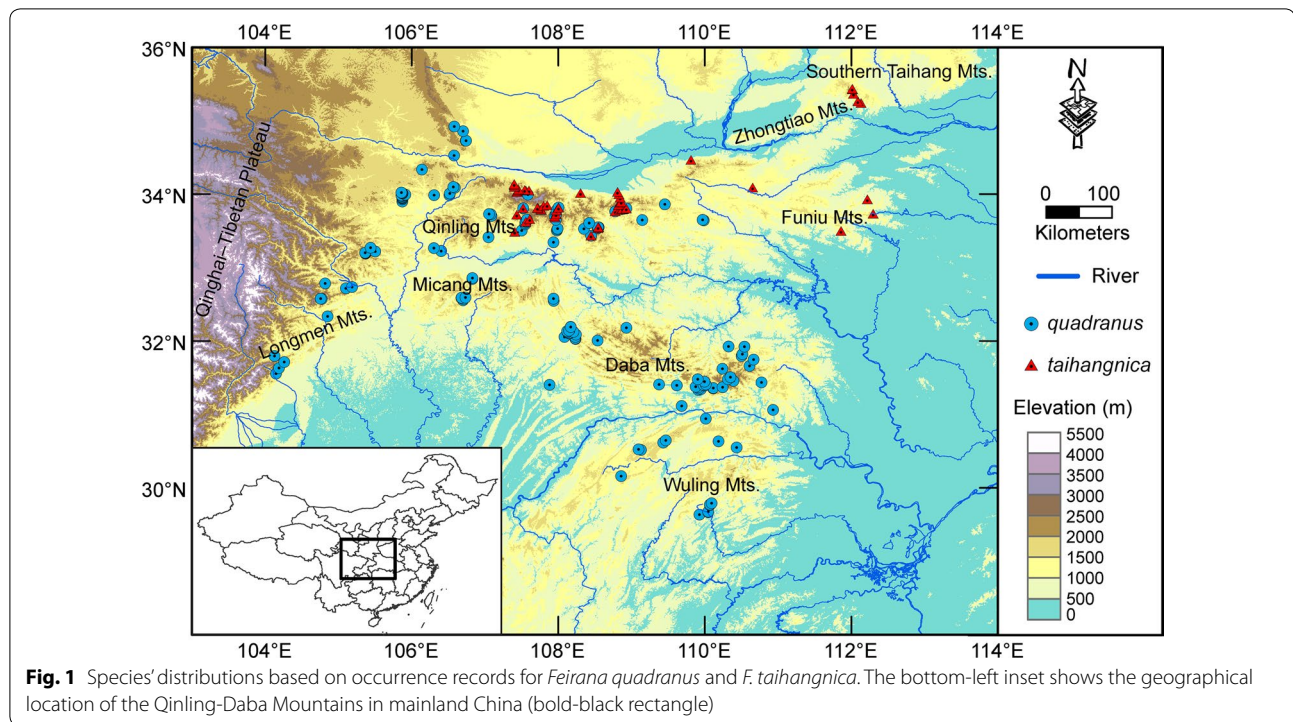 104°E 106°E 108°E 110°E 112°E 114°E
36°N
34°N
32°N
30°N
Southern Taihang Mts.
Zhongtiao Mts.
Qinghai–Tibetan Plateau
Qinling Mts.
Funiu Mts.
Micang Mts.
Longmen Mts.
Daba Mts.
Wuling Mts.
N
0 100
Kilometers
River
quadranus
taihangnica
Elevation (m)
5500
4000
3500
3000
2500
2000
1500
1000
500
0
104°E 106°E 108°E 110°E 112°E 114°E
Fig. 1 Species' distributions based on occurrence records for Feirana quadranus and F. taihangnica. The bottom-left inset shows the geographical
location of the Qinling-Daba Mountains in mainland China (bold-black rectangle)